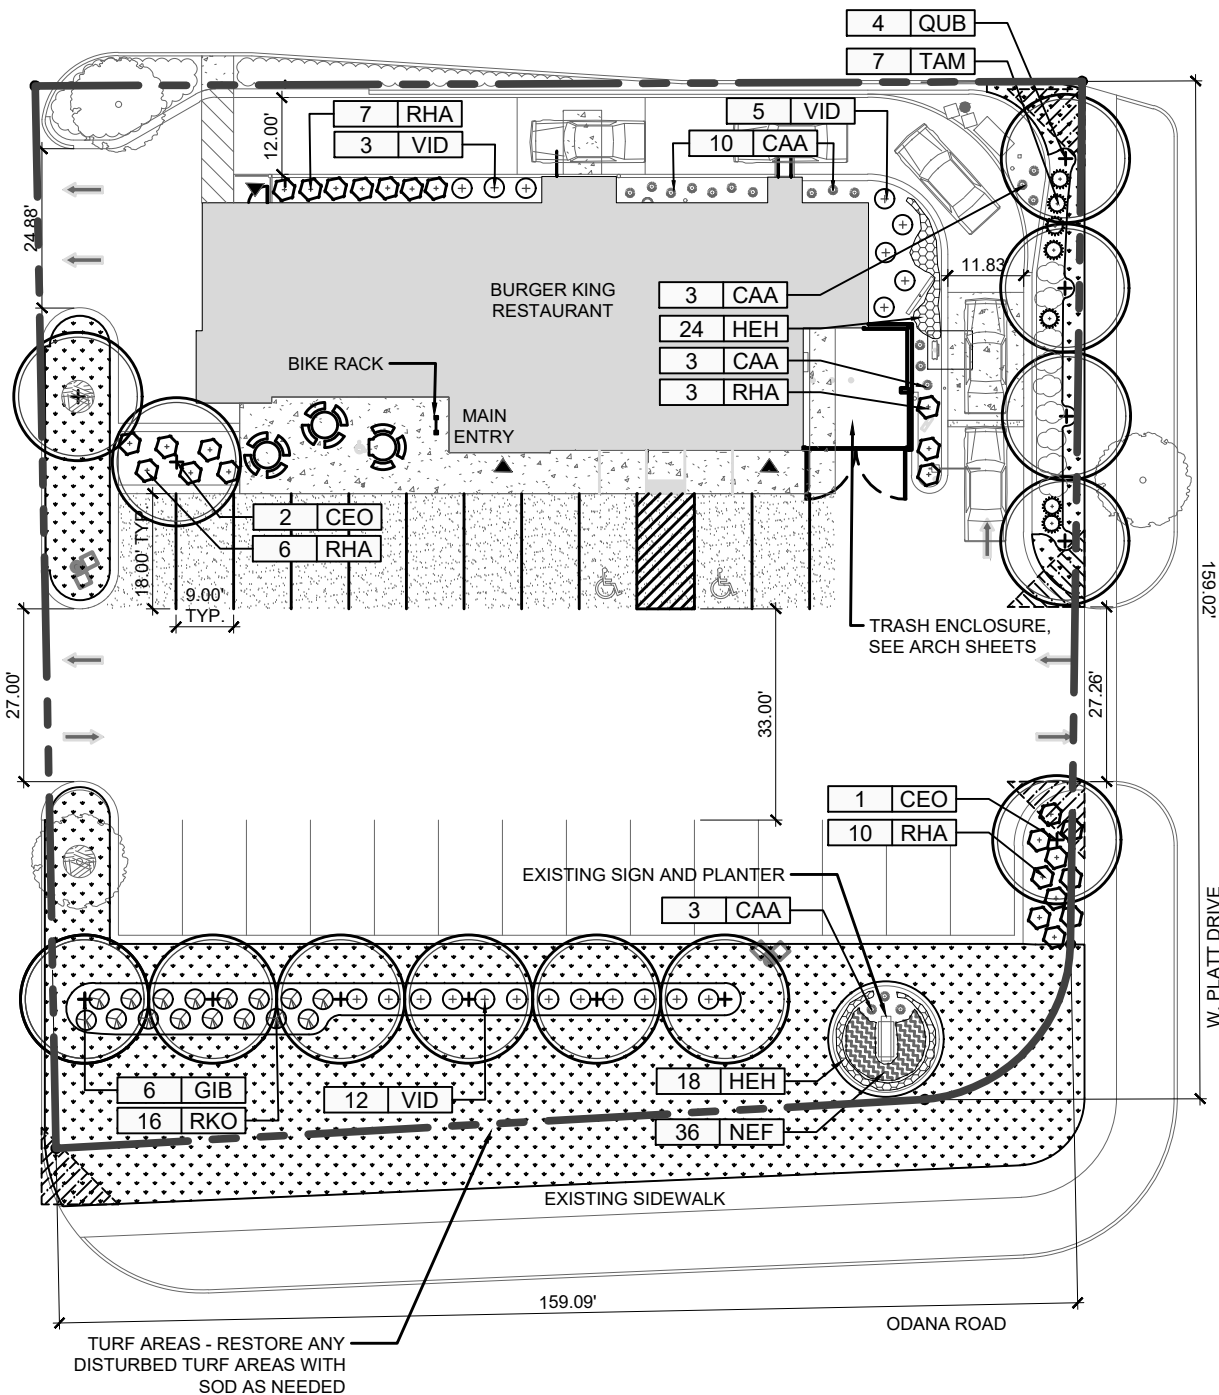 4 QUB
7 TAM
7 RHA
3 VID
5 VID
10 CAA
12.00'
24.88'
11.83
BURGER KING
RESTAURANT
3 CAA
24 HEH
3 CAA
3 RHA
BIKE RACK
MAIN
ENTRY
2 CEO
6 RHA
18.00' TYP.
9.00'
TYP.
159.02'
TRASH ENCLOSURE,
SEE ARCH SHEETS
27.00'
33.00'
27.26'
1 CEO
10 RHA
EXISTING SIGN AND PLANTER
3 CAA
W. PLATT DRIVE
6 GIB
16 RKO
12 VID
18 HEH
36 NEF
EXISTING SIDEWALK
159.09'
ODANA ROAD
TURF AREAS - RESTORE ANY
DISTURBED TURF AREAS WITH
SOD AS NEEDED